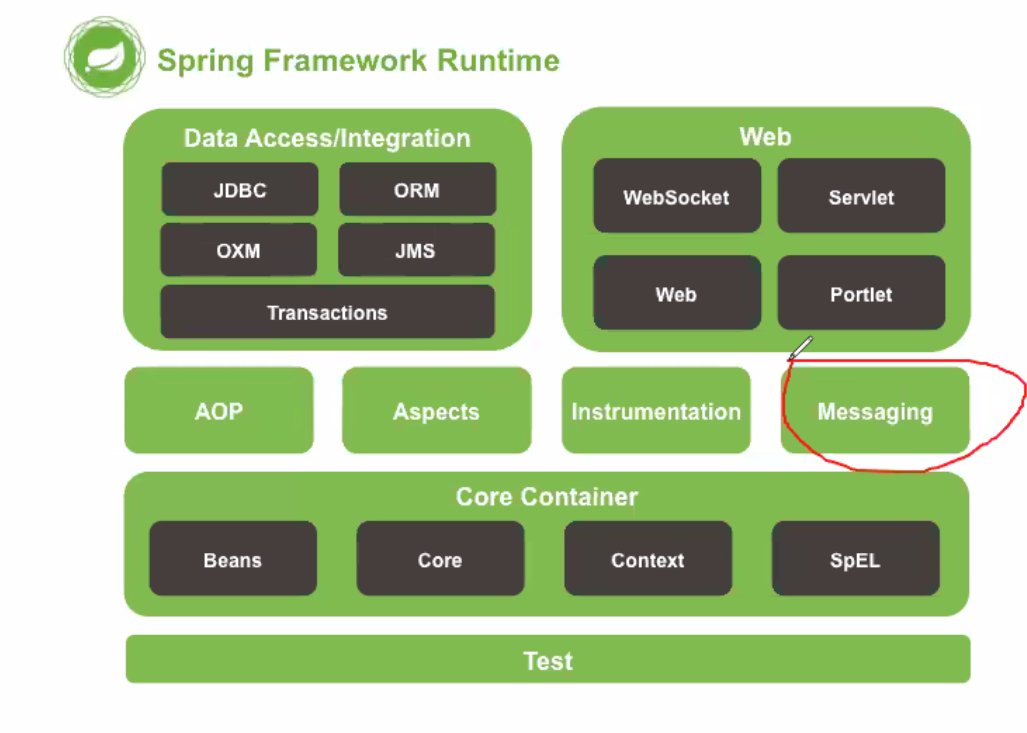 Spring Framework Runtime
Data Access/Integration
JDBC ORM
OXM JMS
Transactions
Web
WebSocket Servlet
Web Portlet
AOP Aspects Instrumentation Messaging
Core Container
Beans Core Context SpEL
Test